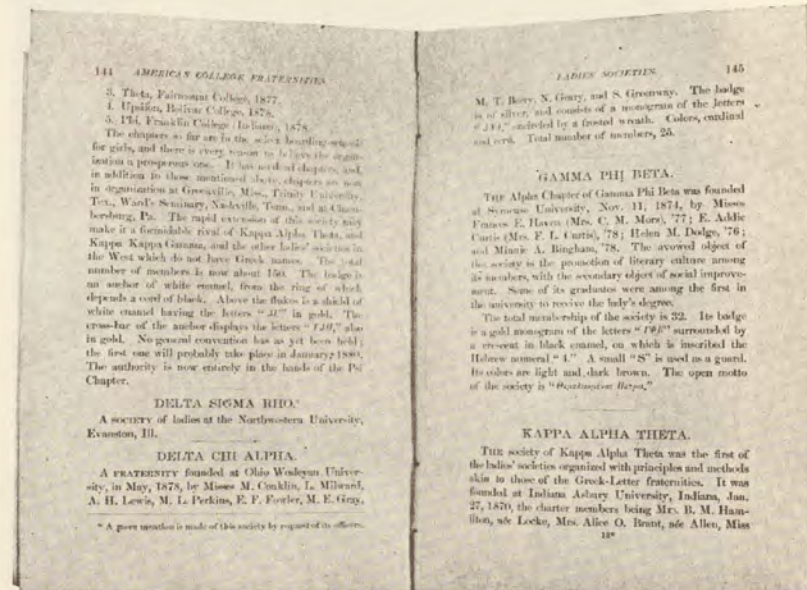 144 AMERICAN COLLEGE FRATERNITIES.
3. Theta, Fairmount College, 1877.
4. Upsilon, Bolivar College, 1878.
5. Phi, Franklin College (Indiana), 1878.
The chapters so far are in the select boarding-schools
for girls, and there is every reason to believe the organ-
ization a prosperous one. It has no dead chapters, and,
in addition to those mentioned above, chapters are now
in organization at Greenville, Miss., Trinity University,
Tex., Ward's Seminary, Nashville, Tenn., and at Cham-
bersburg, Pa. The rapid extension of this society may
make it a formidable rival of Kappa Alpha Theta, and
Kappa Kappa Gamma, and the other ladies' societies in
the West which do not have Greek names. The total
number of members is now about 150. The badge is
an anchor of white enamel, from the ring of which
depends a cord of black. Above the flukes is a shield of
white enamel having the letters in gold. The
cross-bar of the anchor displays the letters also
in gold. No general convention has as yet been held;
the first one will probably take place in January, 1880.
The authority is now entirely in the hands of the Psi
Chapter.
DELTA SIGMA RHO.*
A SOCIETY of ladies at the Northwestern University,
Evanston, Ill.
DELTA CHI ALPHA.
A FRATERNITY founded at Ohio Wesleyan Univer-
sity, in May, 1878, by Misses M. Conklin, L. Milward,
A. H. Lewis, M. L. Perkins, E. F. Fowler, M. E. Gray,
* A mention is made of this society by request of its officers.
LADIES SOCIETIES. 145
M. T. Berry, N. Geary, and S. Greenway. The badge
is of silver, and consists of a monogram of the letters
encircled by a frosted wreath. Colors, cardinal
and Total number of members, 25.
GAMMA PHI BETA.
THE Alpha Chapter of Gamma Phi Beta was founded
at Syracuse University, Nov. 11, 1874, by Misses
Frances E. Haven (Mrs. C. M. Moss), '77; E. Addie
Curtis (Mrs. F. L. Curtis), '78; Helen M. Dodge, '76;
and Minnie A. Bingham, '78. The avowed object of
the society is the promotion of literary culture among
its members, with the secondary object of social improve-
ment. Some of its graduates were among the first in
the university to receive the lady's degree.
The total membership of the society is 32. Its badge
is a gold monogram of the letters "ΓΦΒ" surrounded by
a crescent in black enamel, on which is inscribed the
Hebrew numeral "4." A small "S" is used as a guard.
Its colors are light and dark brown. The open motto
of the society is
KAPPA ALPHA THETA.
THE society of Kappa Alpha Theta was the first of
the ladies' societies organized with principles and methods
akin to those of the Greek-Letter fraternities. It was
founded at Indiana Asbury University, Indiana, Jan.
27, 1870, the charter members being Mrs. B. M. Ham-
ilton, née Locke, Mrs. Alice O. Brant, née Allen, Miss
13*